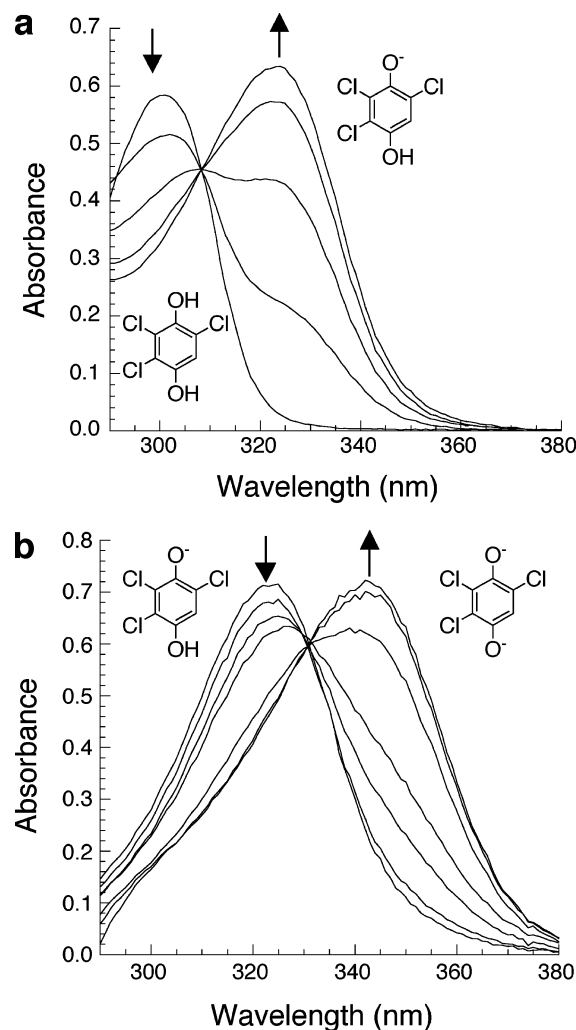 a
0.7
0.6
0.5
0.4
0.3
0.2
0.1
0.0
Absorbance
O-
Cl Cl
Cl
OH
OH
Cl Cl
Cl
OH
300 320 340 360 380
Wavelength (nm)
b
0.8
0.7
0.6
0.5
0.4
0.3
0.2
0.1
0.0
Absorbance
O-
Cl Cl
Cl
OH
O-
Cl Cl
Cl
O-
300 320 340 360 380
Wavelength (nm)